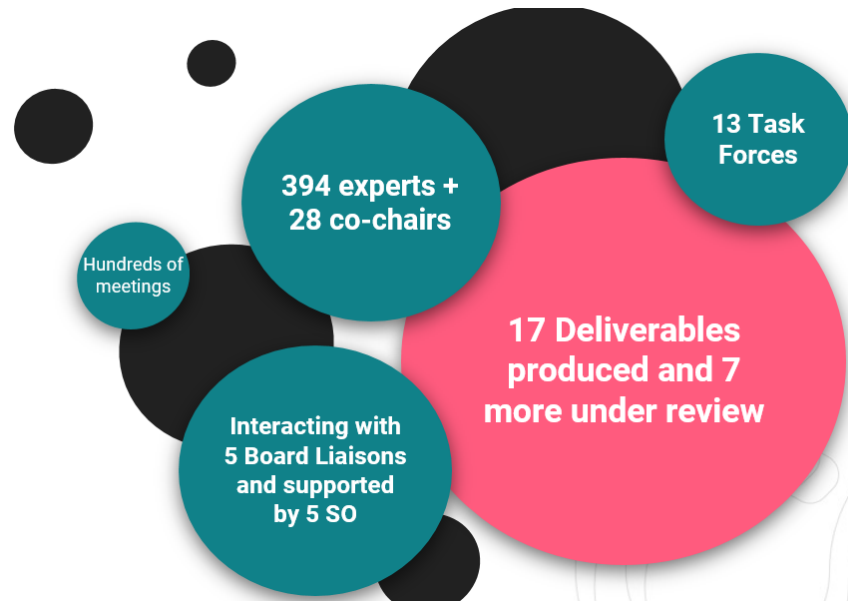 13 Task
Forces
394 experts +
28 co-chairs
Hundreds of
meetings
17 Deliverables
produced and 7
more under review
Interacting with
5 Board Liaisons
and supported
by 5 SO